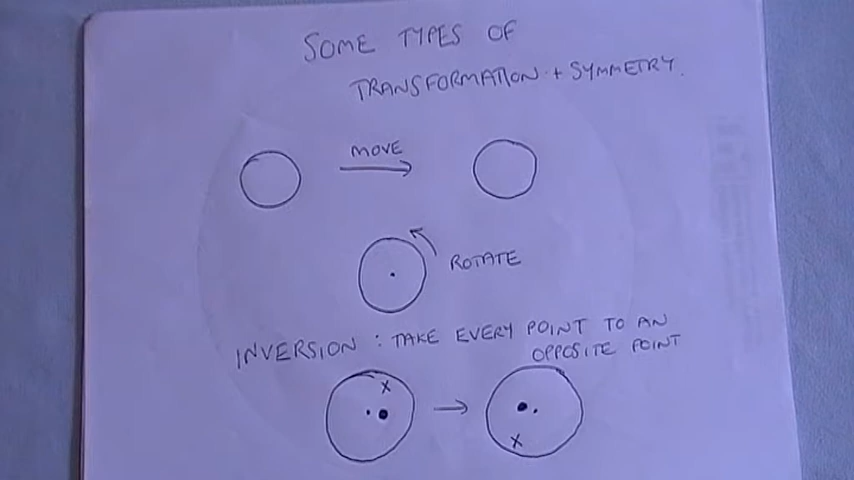 SOME TYPES OF
TRANSFORMATION + SYMMETRY.
MOVE
ROTATE
INVERSION : TAKE EVERY POINT TO AN
OPPOSITE POINT
X
X